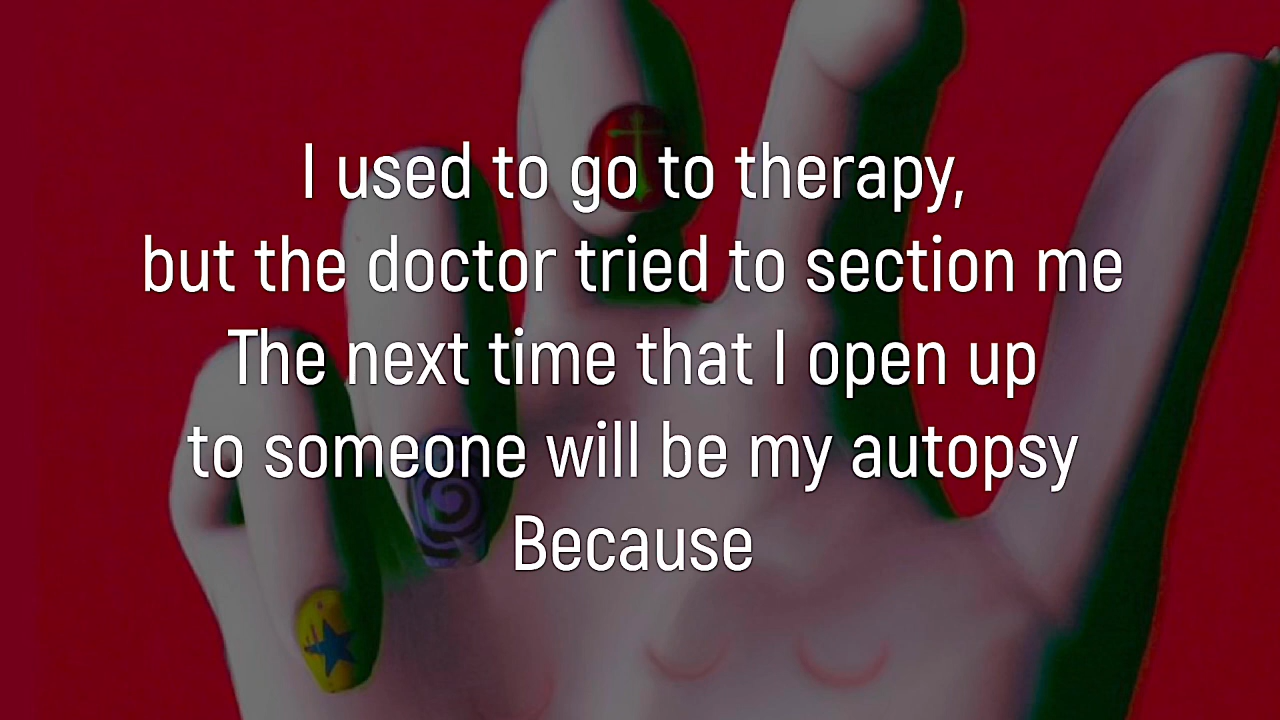 I used to go to therapy,
but the doctor tried to section me
The next time that I open up
to someone will be my autopsy
Because